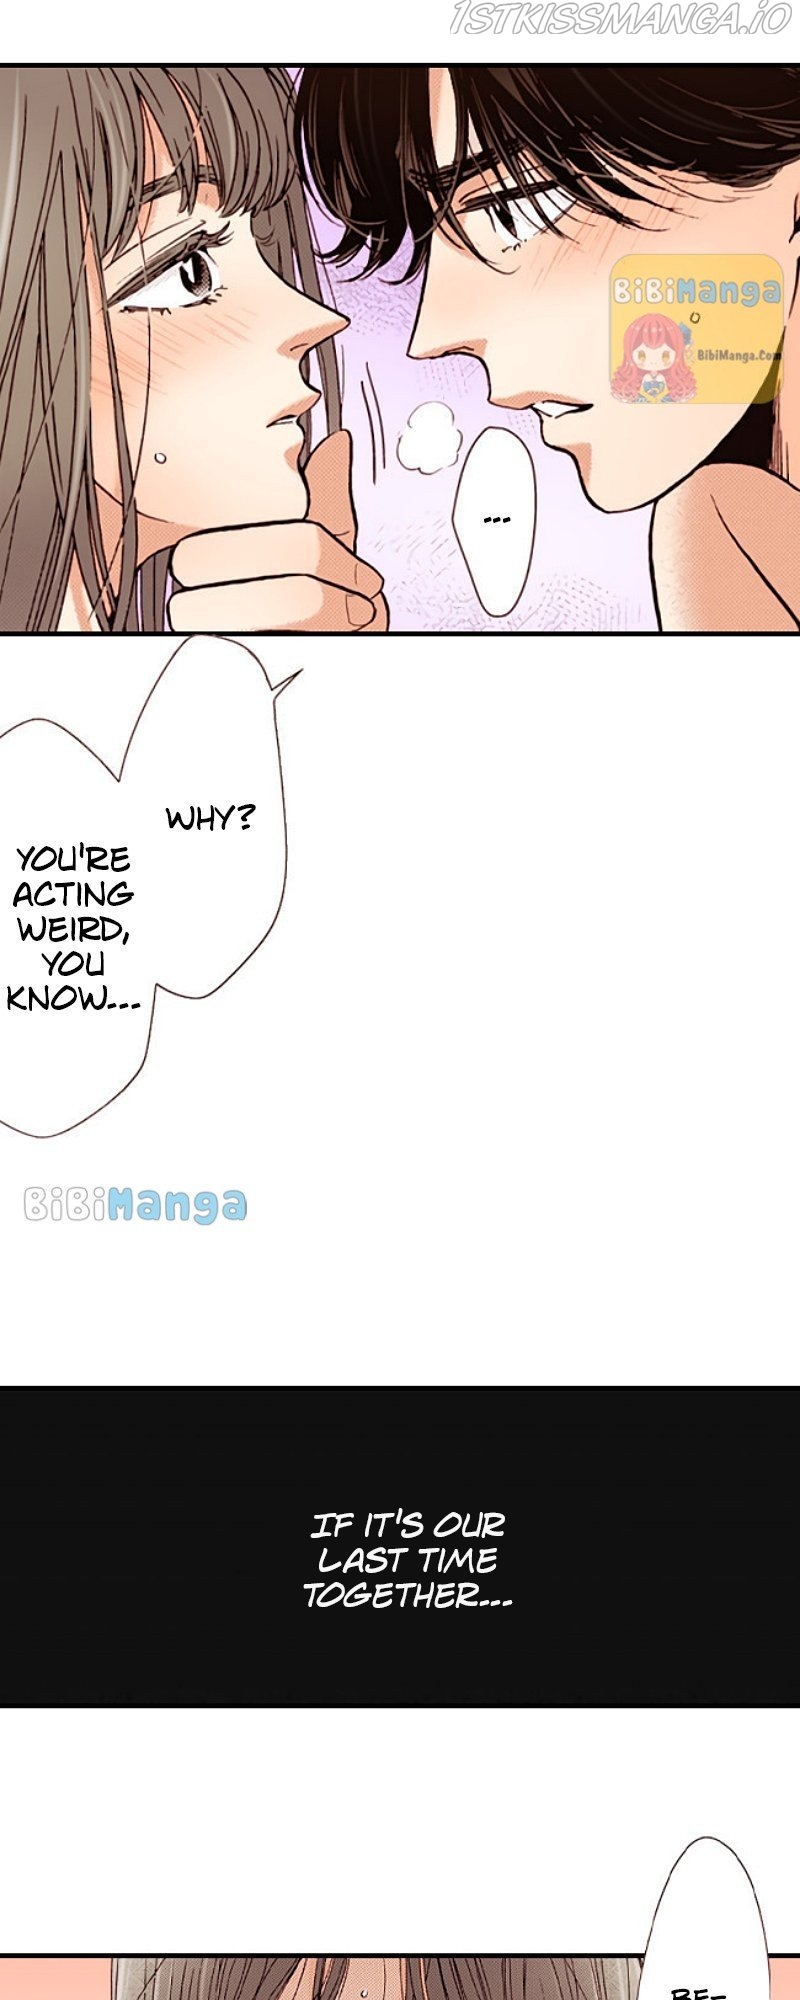 1STKISSMANGA.IO
BiBiManga
BibiManga.Com
...
WHY?
YOU'RE
ACTING
WEIRD,
YOU
KNOW...
BiBiManga
IF IT'S OUR
LAST TIME
TOGETHER...
BE-